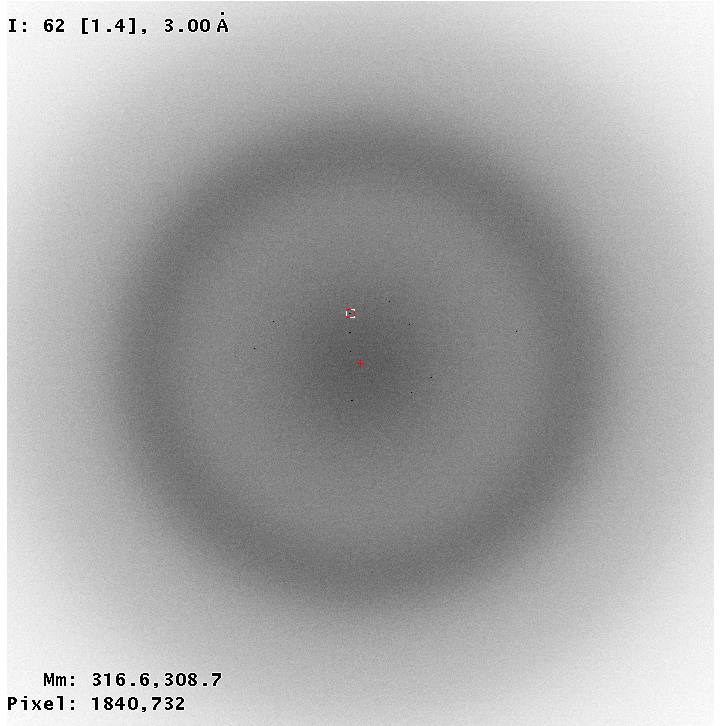 I: 62 [1.4], 3.00 Å
Mm: 316.6,308.7
Pixel: 1840,732